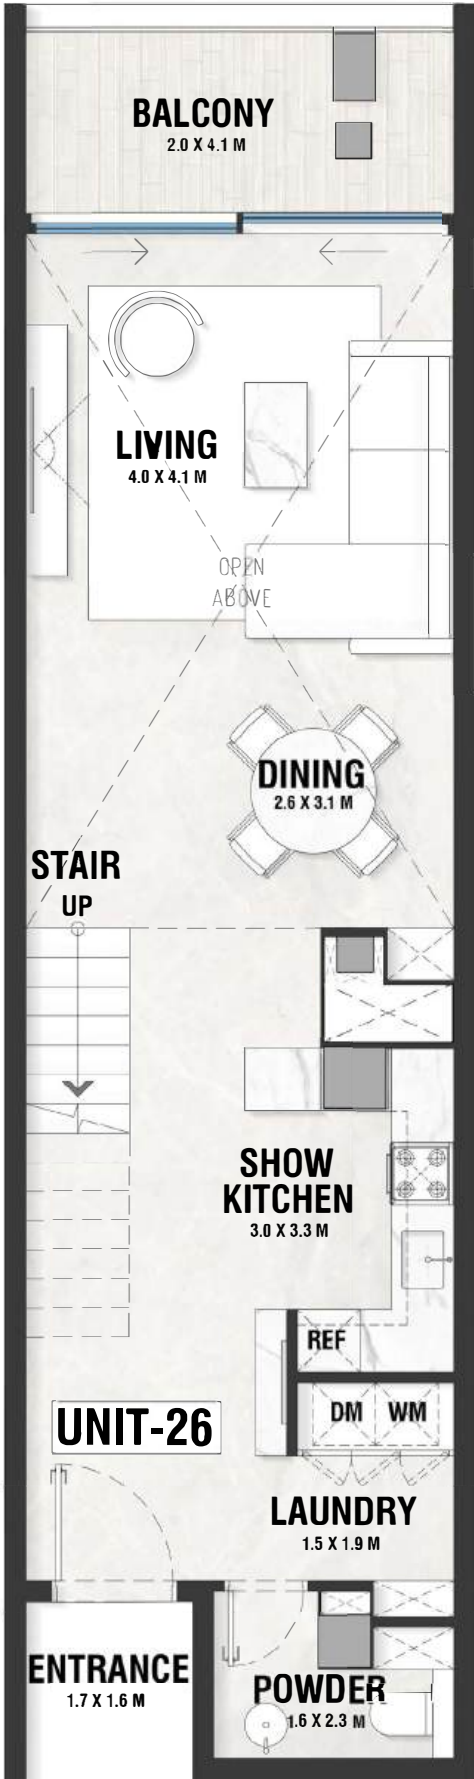 BALCONY
2.0 X 4.1 M
LIVING
4.0 X 4.1 M
OPEN
ABOVE
DINING
2.6 X 3.1 M
STAIR
UP
SHOW
KITCHEN
3.0 X 3.3 M
REF
UNIT-26
DM WM
LAUNDRY
1.5 X 1.9 M
ENTRANCE
1.7 X 1.6 M
POWDER
1.6 X 2.3 M